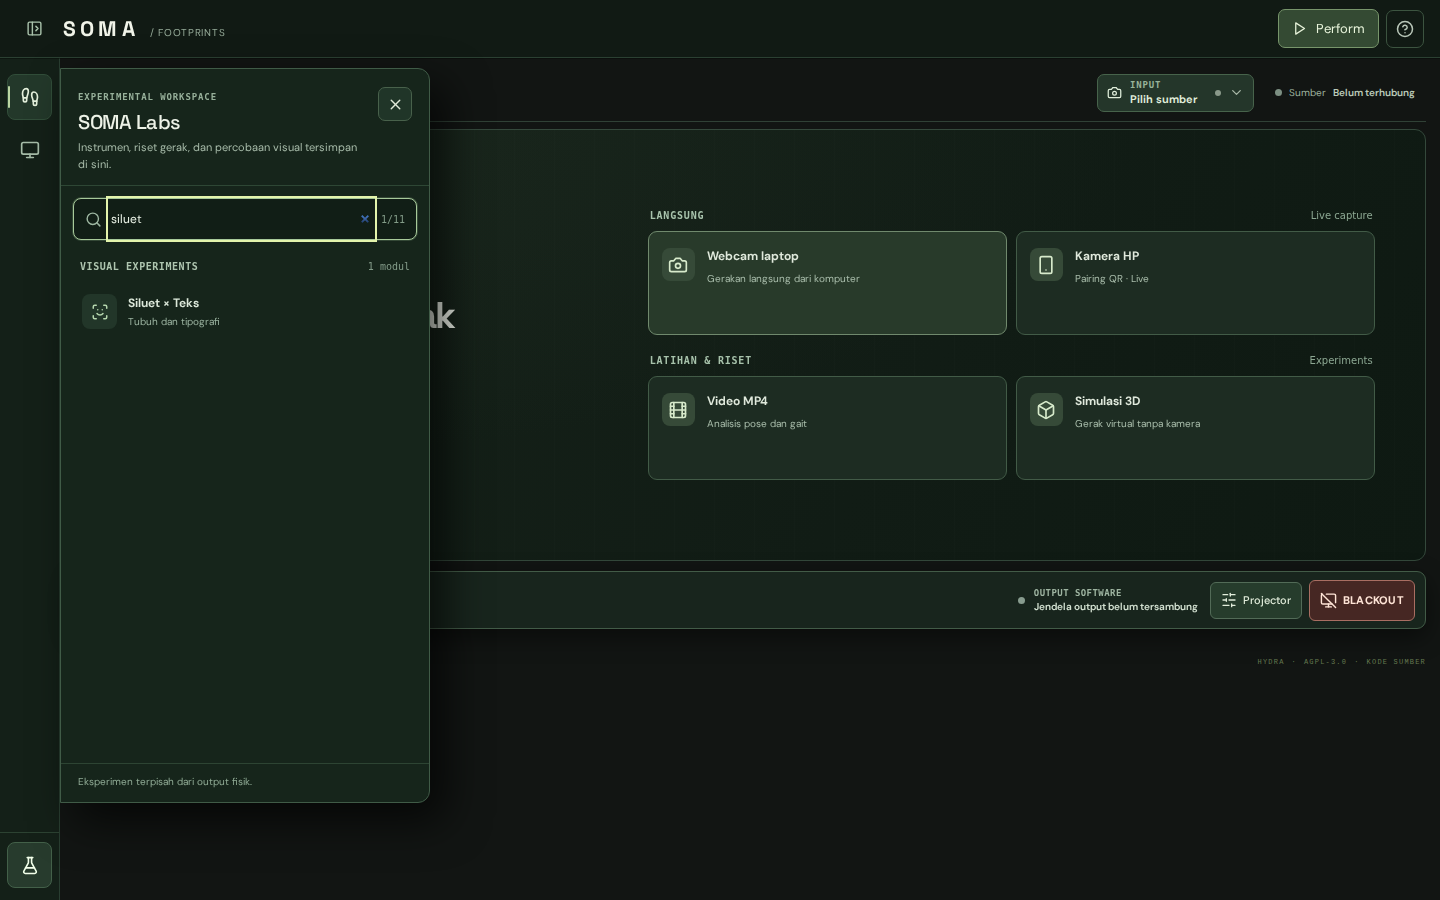 SOMA / FOOTPRINTS
Perform
EXPERIMENTAL WORKSPACE
SOMA Labs
Instrumen, riset gerak, dan percobaan visual tersimpan
di sini.
siluet
1/11
VISUAL EXPERIMENTS
1 modul
Siluet × Teks
Tubuh dan tipografi
Eksperimen terpisah dari output fisik.
INPUT
Pilih sumber
Sumber Belum terhubung
ak
LANGSUNG
Live capture
Webcam laptop
Gerakan langsung dari komputer
Kamera HP
Pairing QR · Live
LATIHAN & RISET
Experiments
Video MP4
Analisis pose dan gait
Simulasi 3D
Gerak virtual tanpa kamera
OUTPUT SOFTWARE
Jendela output belum tersambung
Projector
BLACKOUT
HYDRA · AGPL-3.0 · KODE SUMBER